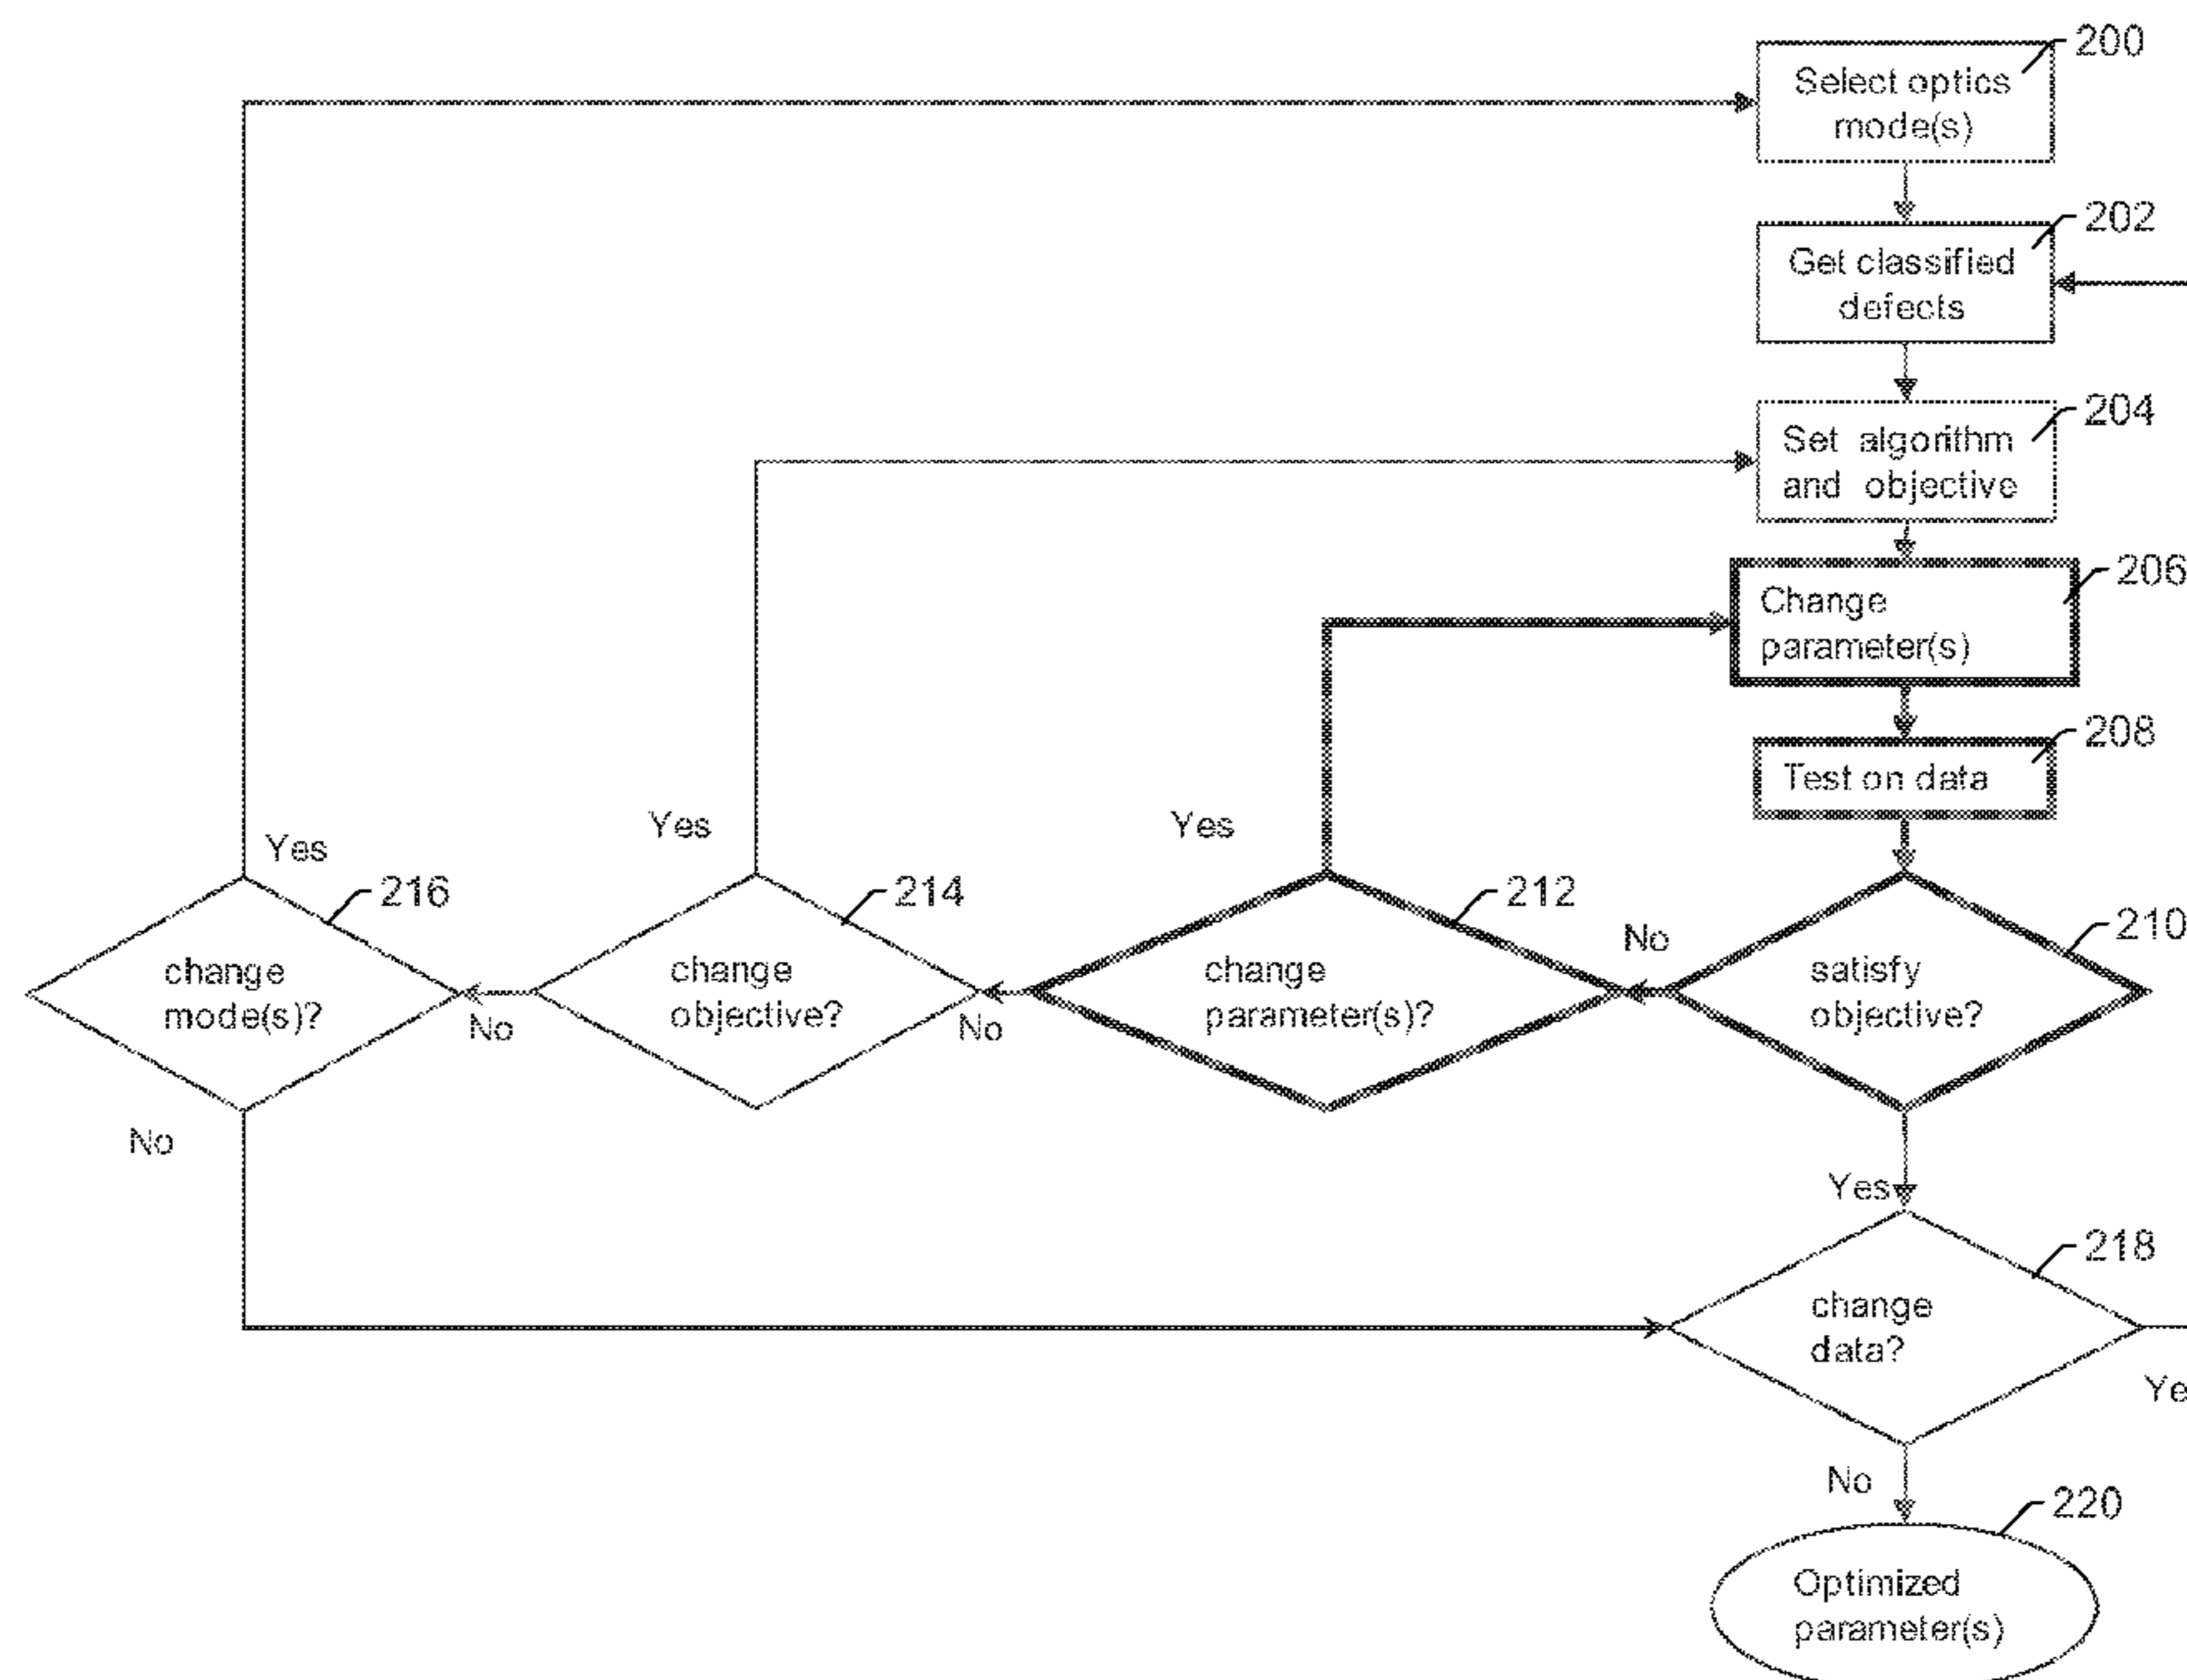 200
Select optics
mode(s)
202
Get classified
defects
204
Set algorithm
and objective
206
Change
parameter(s)
208
Test on data
Yes
Yes
Yes
216
214
212
210
No
change
mode(s)?
change
objective?
change
parameter(s)?
satisfy
objective?
No
No
No
Yes
218
change
data?
Ye
No
220
Optimized
parameter(s)